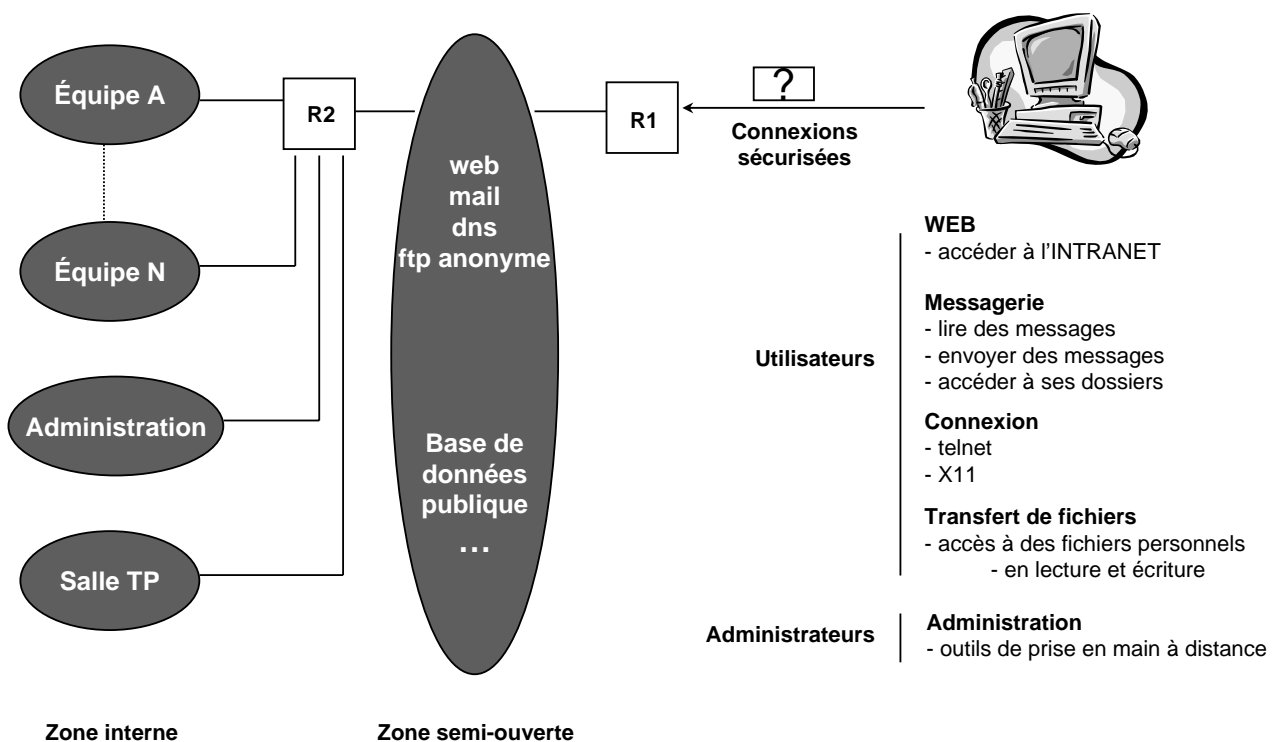 Équipe A
Équipe N
Administration
Salle TP
R2
web
mail
dns
ftp anonyme
Base de
données
publique
...
R1
?
Connexions
sécurisées
Utilisateurs
WEB
- accéder à l'INTRANET
Messagerie
- lire des messages
- envoyer des messages
- accéder à ses dossiers
Connexion
- telnet
- X11
Transfert de fichiers
- accès à des fichiers personnels
- en lecture et écriture
Administrateurs
Administration
- outils de prise en main à distance
Zone interne
Zone semi-ouverte